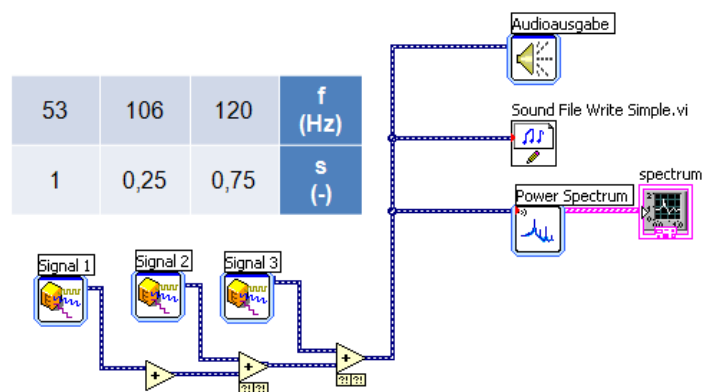 Audioausgabe
53 106 120 f (Hz)
1 0,25 0,75 s (-)
Sound File Write Simple.vi
spectrum
Power Spectrum
Signal 1 Signal 2 Signal 3
+ + +
?! ?! ?! ?!